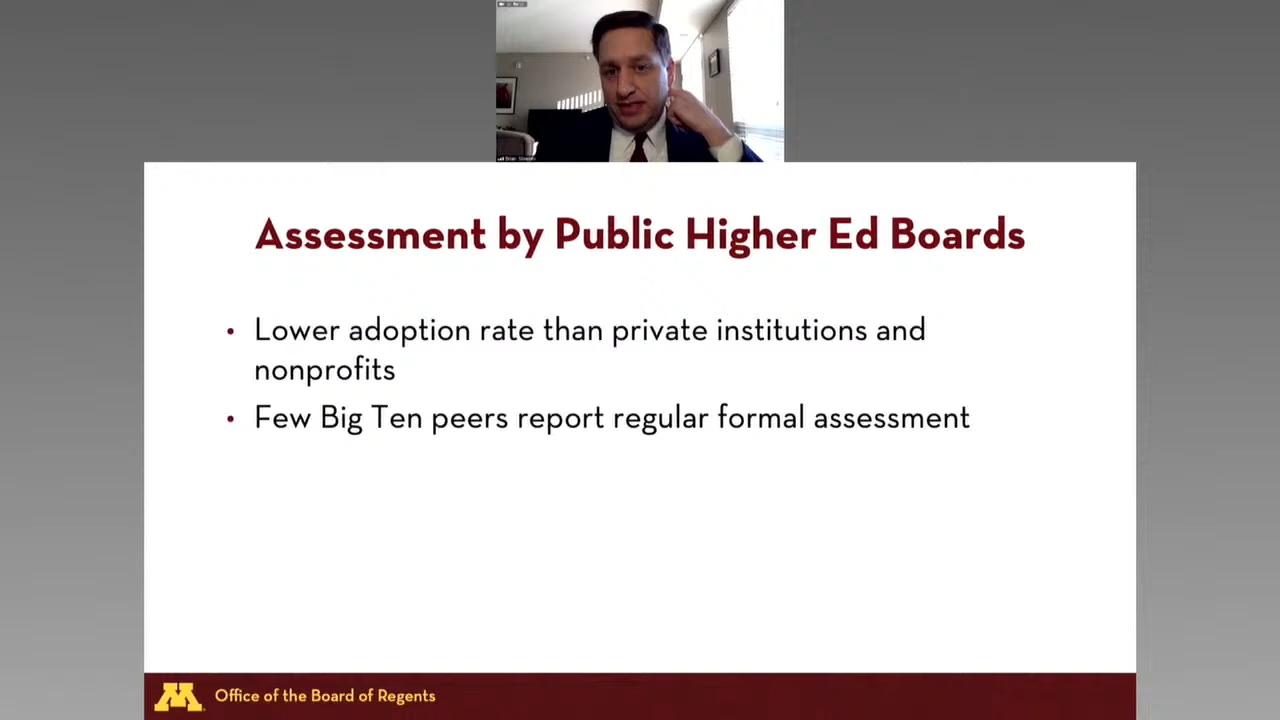 Brian
Assessment by Public Higher Ed Boards
• Lower adoption rate than private institutions and
nonprofits
• Few Big Ten peers report regular formal assessment
M
Office of the Board of Regents